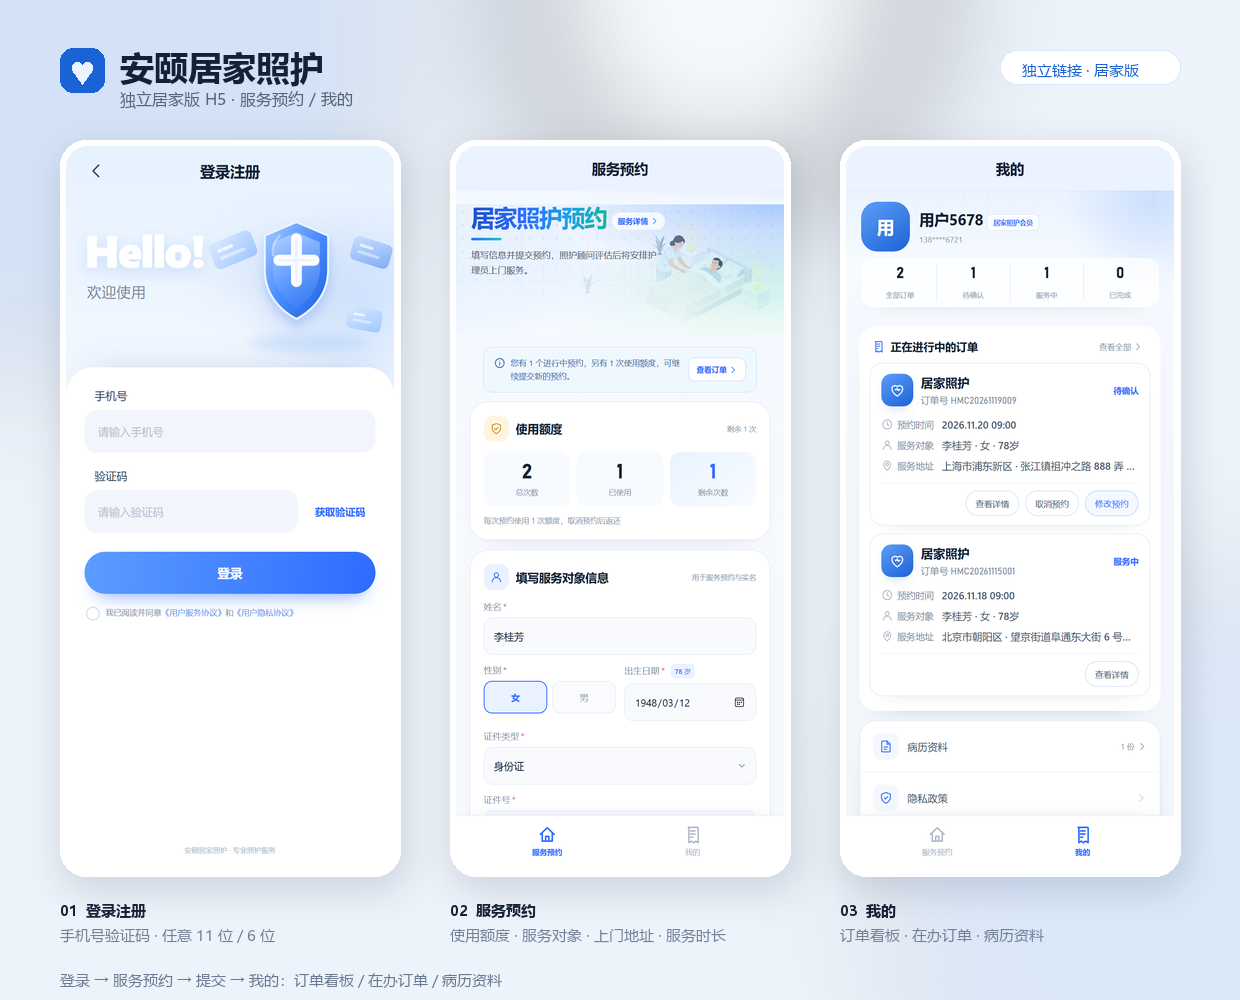 安颐居家照护
独立居家版 H5 · 服务预约 / 我的
独立链接 · 居家版
登录注册
Hello!
欢迎使用
手机号
请输入手机号
验证码
请输入验证码
获取验证码
登录
我已阅读并同意《用户服务协议》和《用户隐私协议》
安颐居家照护 · 专业照护服务
01 登录注册
手机号验证码 · 任意 11 位 / 6 位
服务预约
居家照护预约
服务详情 >
填写信息并提交预约，照护顾问评估后将安排护
理员上门服务。
您有 1 个进行中预约，另有 1 次使用额度，可继
续提交新的预约。
查看订单 >
使用额度
剩余 1 次
2 1 1
总次数 已使用 剩余次数
每次预约使用 1 次额度，取消预约后返还
填写服务对象信息
用于服务预约与实名
姓名 *
李桂芳
性别 *
女 男
出生日期 * 78 岁
1948/03/12
证件类型 *
身份证
证件号 *
服务预约 我的
02 服务预约
使用额度 · 服务对象 · 上门地址 · 服务时长
我的
用
用户5678 居家照护会员
138****6721
2 1 1 0
全部订单 待确认 服务中 已完成
正在进行中的订单
查看全部 >
居家照护
订单号 HMC20261119009
待确认
预约时间 2026.11.20 09:00
服务对象 李桂芳 · 女 · 78岁
服务地址 上海市浦东新区 · 张江镇祖冲之路 888 弄 ...
查看详情 取消预约 修改预约
居家照护
订单号 HMC20261115001
服务中
预约时间 2026.11.18 09:00
服务对象 李桂芳 · 女 · 78岁
服务地址 北京市朝阳区 · 望京街道阜通东大街 6 号...
查看详情
病历资料 1 份 >
隐私政策 >
服务预约 我的
03 我的
订单看板 · 在办订单 · 病历资料
登录 → 服务预约 → 提交 → 我的：订单看板 / 在办订单 / 病历资料